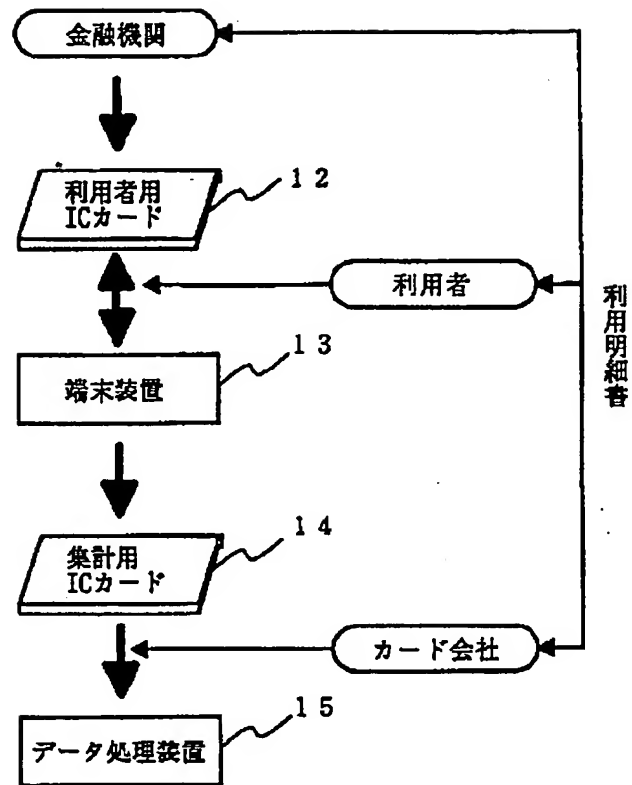 金融機関
利用者用
ICカード
12
利用者
13
端末装置
利用明細書
14
集計用
ICカード
カード会社
15
データ処理装置